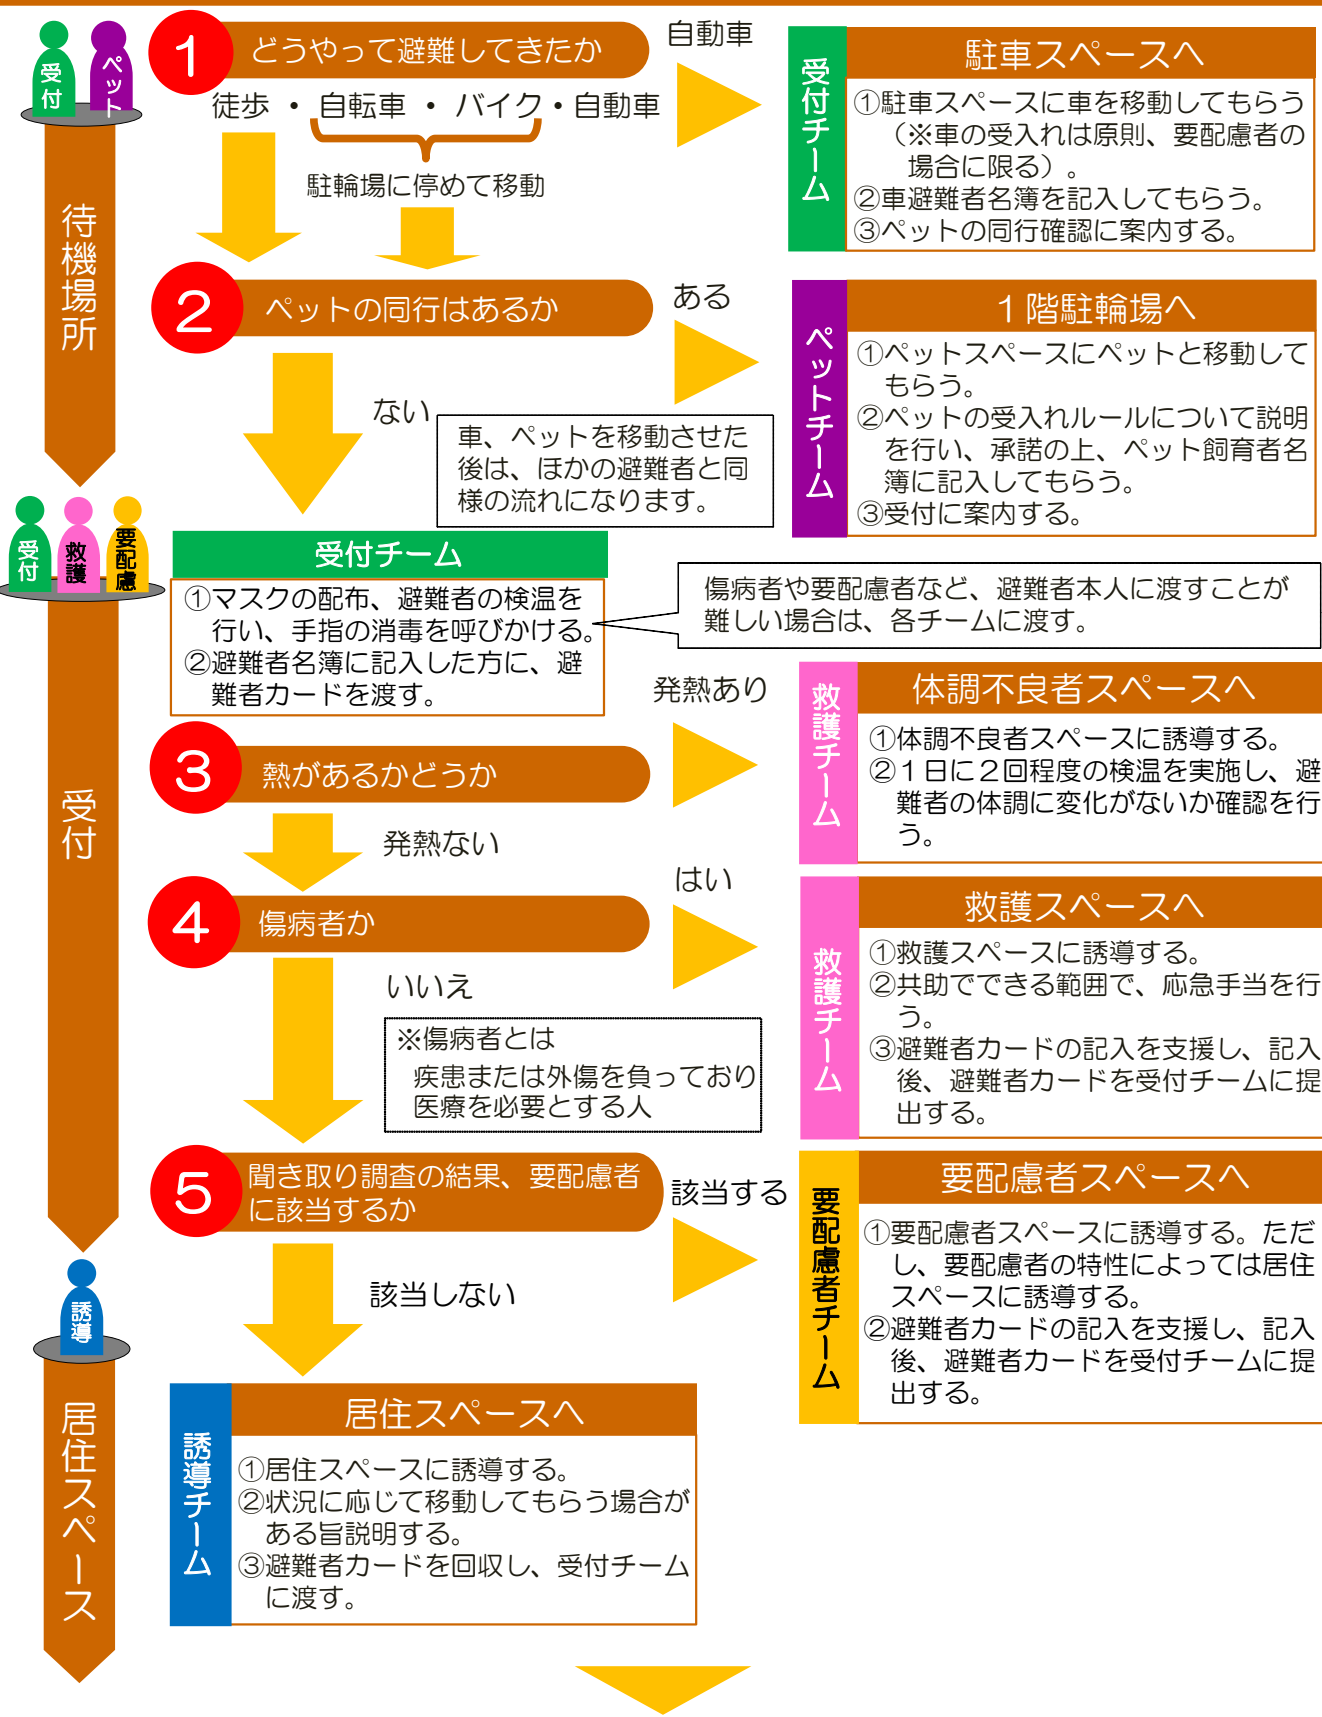 受付
ペット
待機場所
1
どうやって避難してきたか
自動車
徒歩 ・ 自転車 ・ バイク・自動車
駐輪場に停めて移動
受付チーム
駐車スペースへ
①駐車スペースに車を移動してもらう
（※車の受入れは原則、要配慮者の
場合に限る）。
②車避難者名簿を記入してもらう。
③ペットの同行確認に案内する。
2
ペットの同行はあるか
ある
ない
車、ペットを移動させた
後は、ほかの避難者と同
様の流れになります。
ペットチーム
１階駐輪場へ
①ペットスペースにペットと移動して
もらう。
②ペットの受入れルールについて説明
を行い、承諾の上、ペット飼育者名
簿に記入してもらう。
③受付に案内する。
受付
救護
要配慮
受付
受付チーム
①マスクの配布、避難者の検温を
行い、手指の消毒を呼びかける。
②避難者名簿に記入した方に、避
難者カードを渡す。
傷病者や要配慮者など、避難者本人に渡すことが
難しい場合は、各チームに渡す。
3
熱があるかどうか
発熱あり
発熱ない
救護チーム
体調不良者スペースへ
①体調不良者スペースに誘導する。
②１日に２回程度の検温を実施し、避
難者の体調に変化がないか確認を行
う。
4
傷病者か
はい
いいえ
※傷病者とは
疾患または外傷を負っており
医療を必要とする人
救護チーム
救護スペースへ
①救護スペースに誘導する。
②共助でできる範囲で、応急手当を行
う。
③避難者カードの記入を支援し、記入
後、避難者カードを受付チームに提
出する。
5
聞き取り調査の結果、要配慮者
に該当するか
該当する
該当しない
要配慮者チーム
要配慮者スペースへ
①要配慮者スペースに誘導する。ただ
し、要配慮者の特性によっては居住
スペースに誘導する。
②避難者カードの記入を支援し、記入
後、避難者カードを受付チームに提
出する。
誘導
居住スペース
誘導チーム
居住スペースへ
①居住スペースに誘導する。
②状況に応じて移動してもらう場合が
ある旨説明する。
③避難者カードを回収し、受付チーム
に渡す。